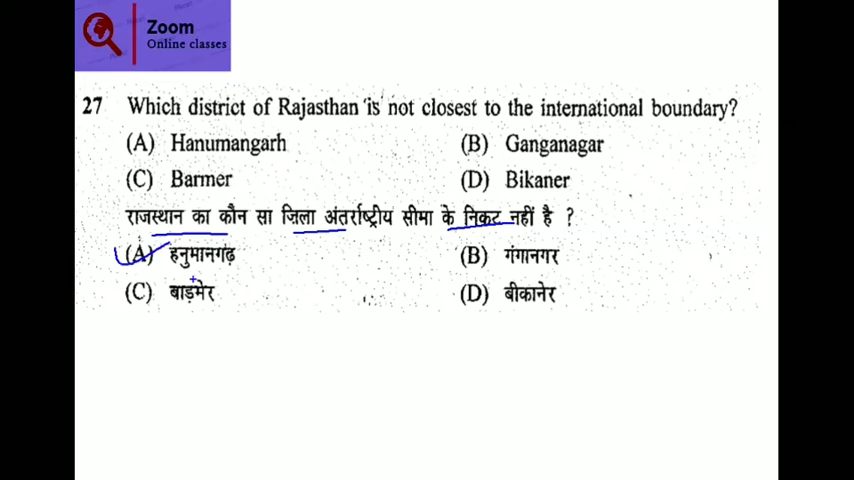 Zoom
Online classes
27 Which district of Rajasthan is not closest to the international boundary?
(A) Hanumangarh (B) Ganganagar
(C) Barmer (D) Bikaner
राजस्थान का कौन सा ज़िला अंतर्राष्ट्रीय सीमा के निकट नहीं है ?
(A) हनुमानगढ़ (B) गंगानगर
(C) बाड़मेर (D) बीकानेर